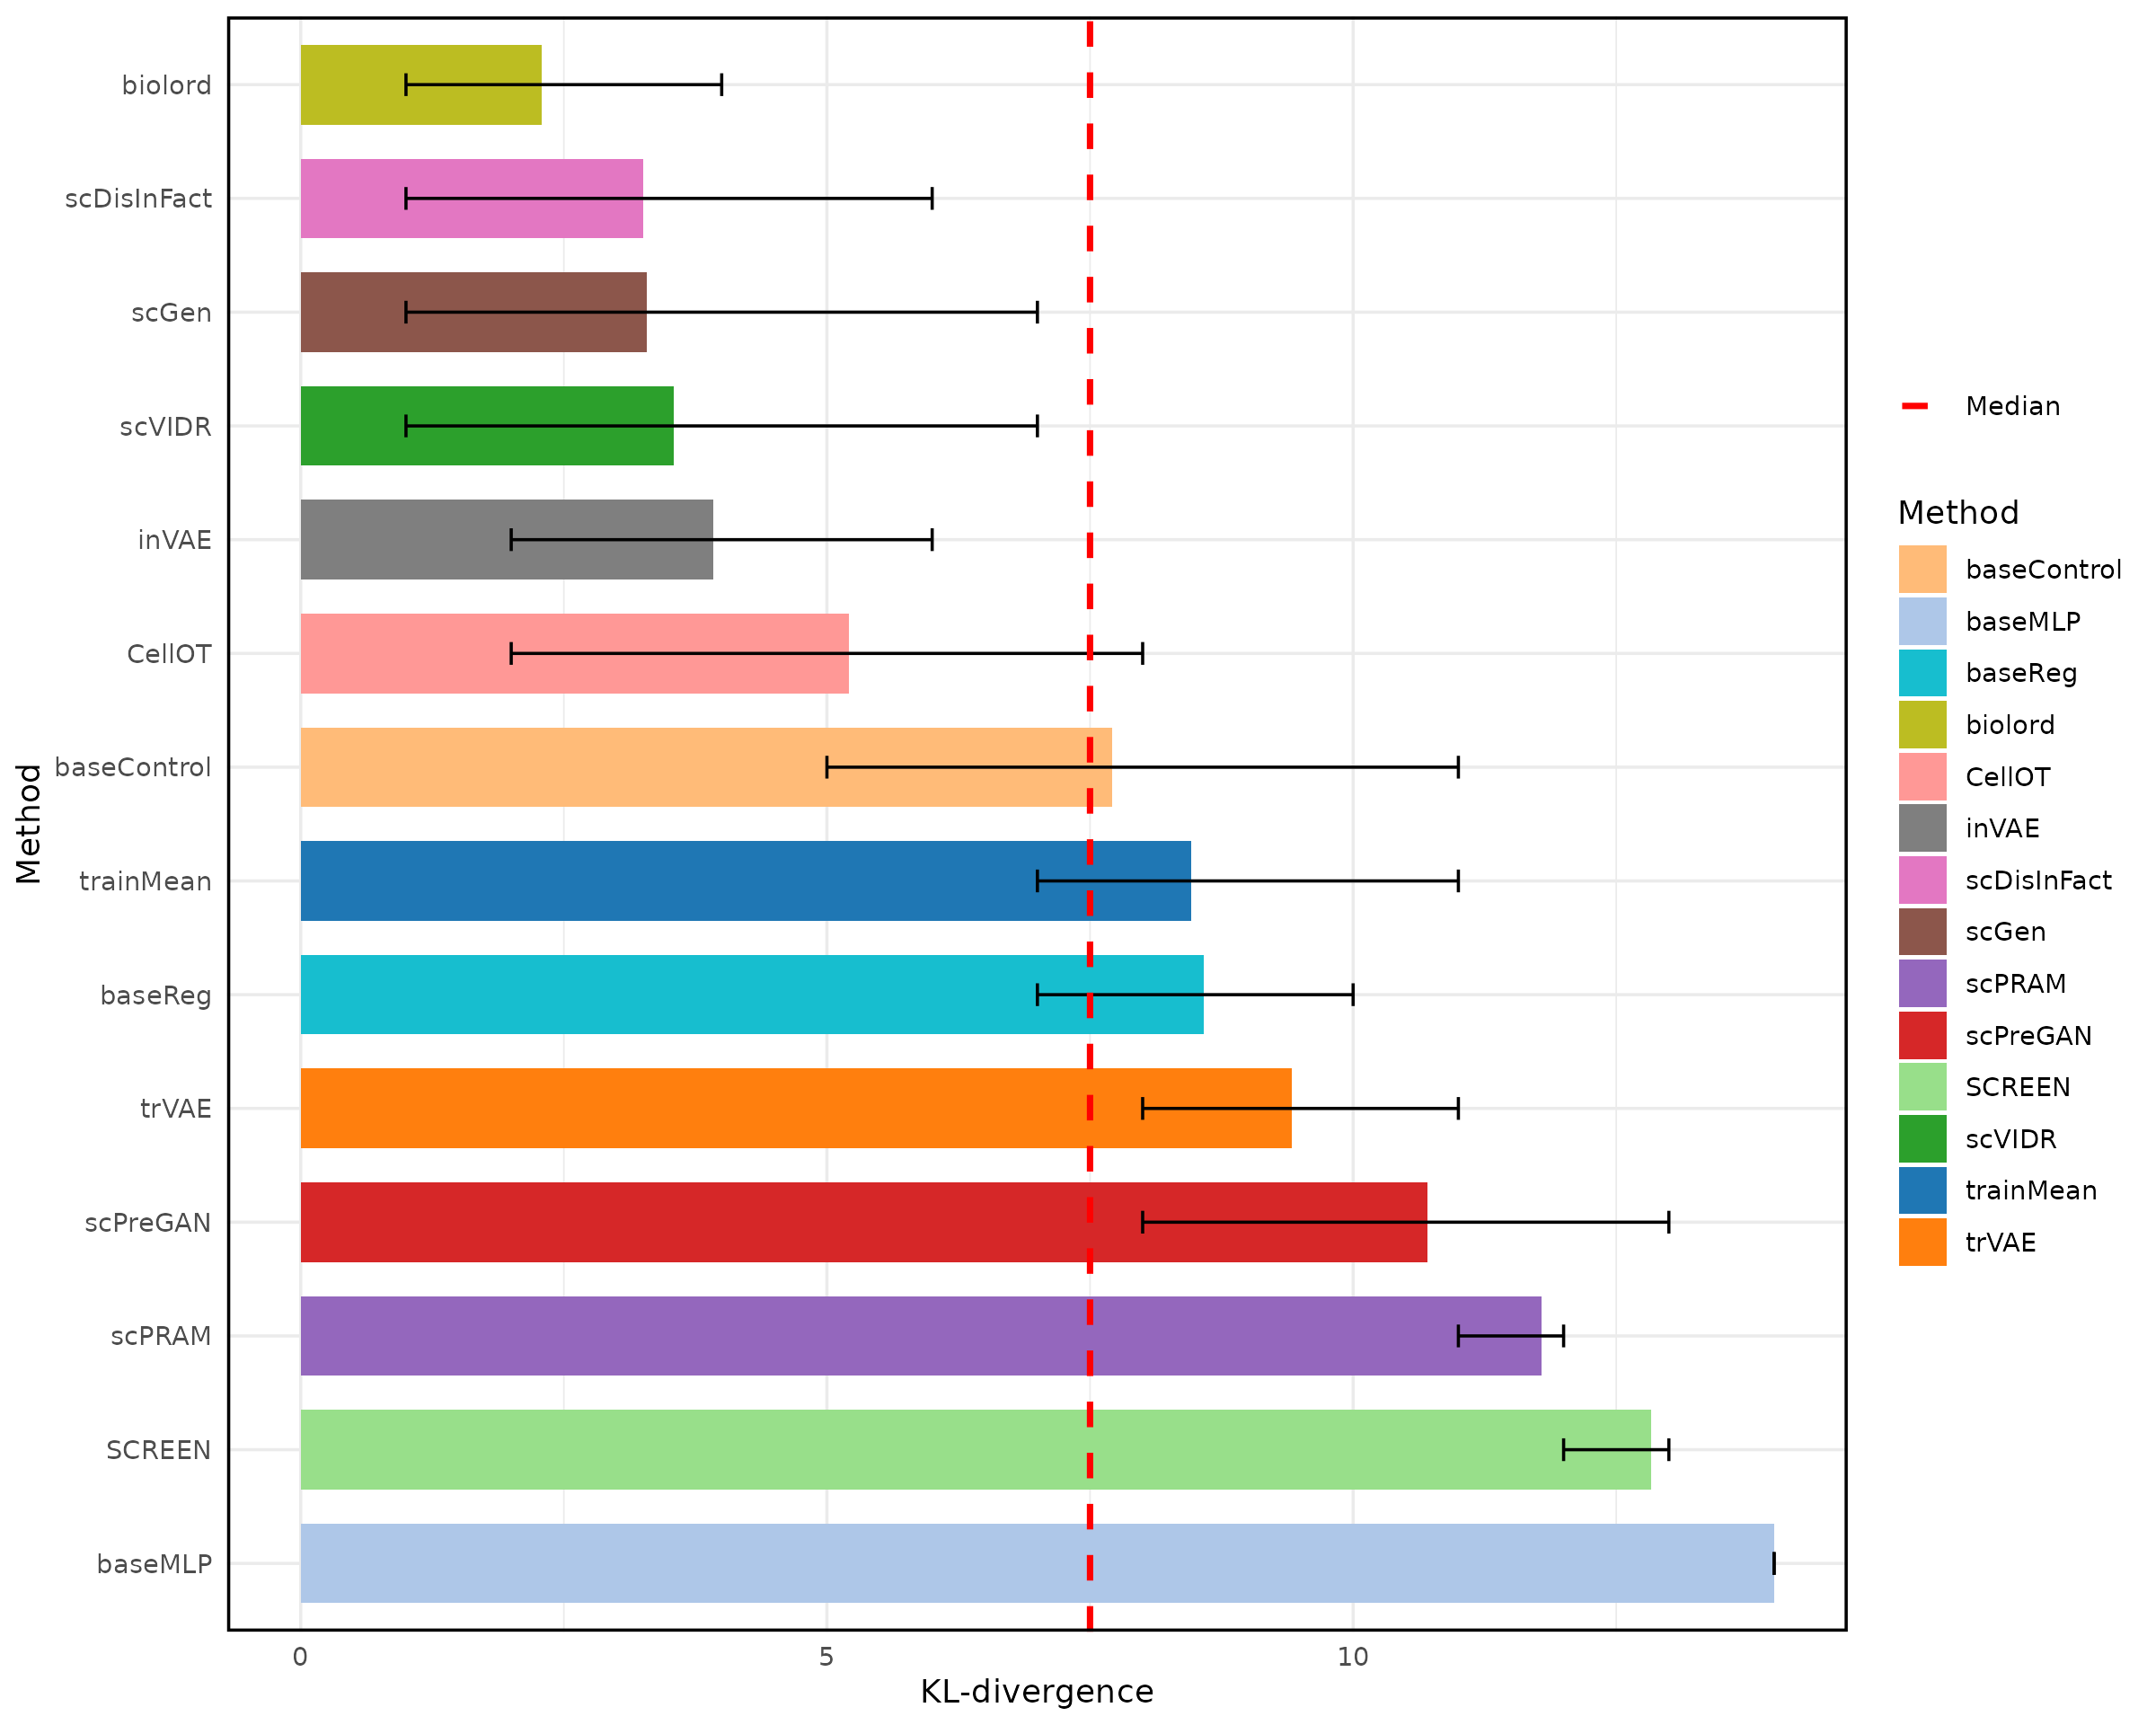 biolord
scDisInFact
scGen
scVIDR
inVAE
CellOT
baseControl
trainMean
baseReg
trVAE
scPreGAN
scPRAM
SCREEN
baseMLP
Method
0 5 10
KL-divergence
Median
Method
baseControl
baseMLP
baseReg
biolord
CellOT
inVAE
scDisInFact
scGen
scPRAM
scPreGAN
SCREEN
scVIDR
trainMean
trVAE